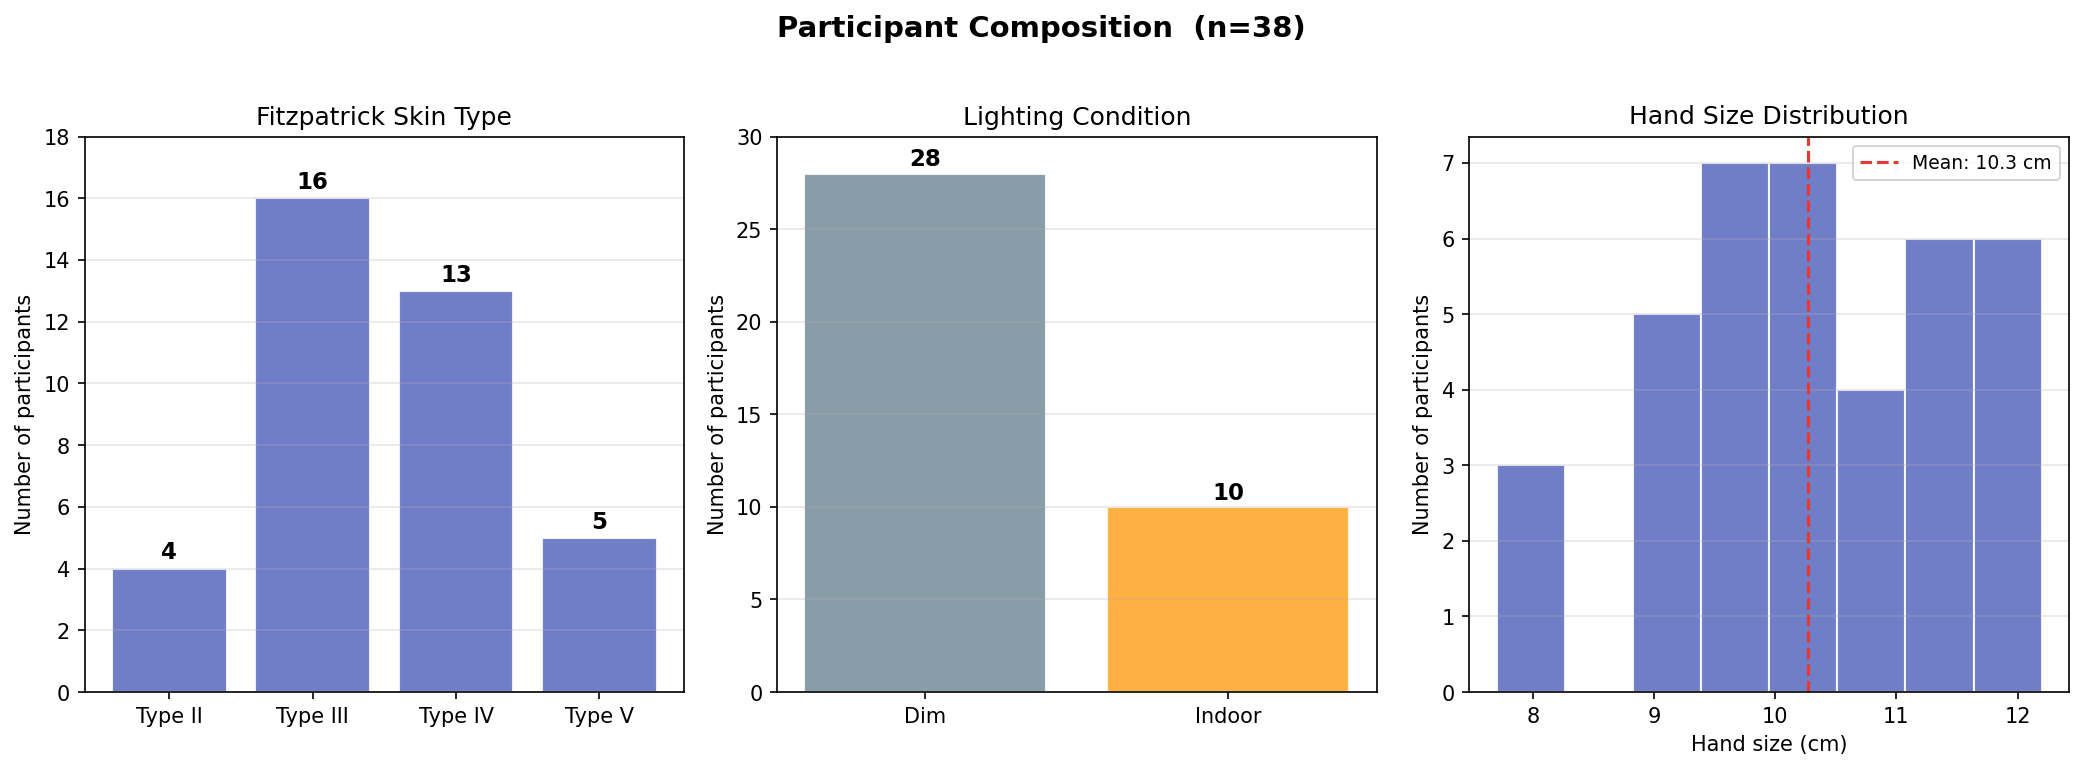 Participant Composition  (n=38)
Fitzpatrick Skin Type
Number of participants
18
16
14
12
10
8
6
4
2
0
4
16
13
5
Type II
Type III
Type IV
Type V
Lighting Condition
Number of participants
30
25
20
15
10
5
0
28
10
Dim
Indoor
Hand Size Distribution
Number of participants
7
6
5
4
3
2
1
0
Mean: 10.3 cm
8
9
10
11
12
Hand size (cm)